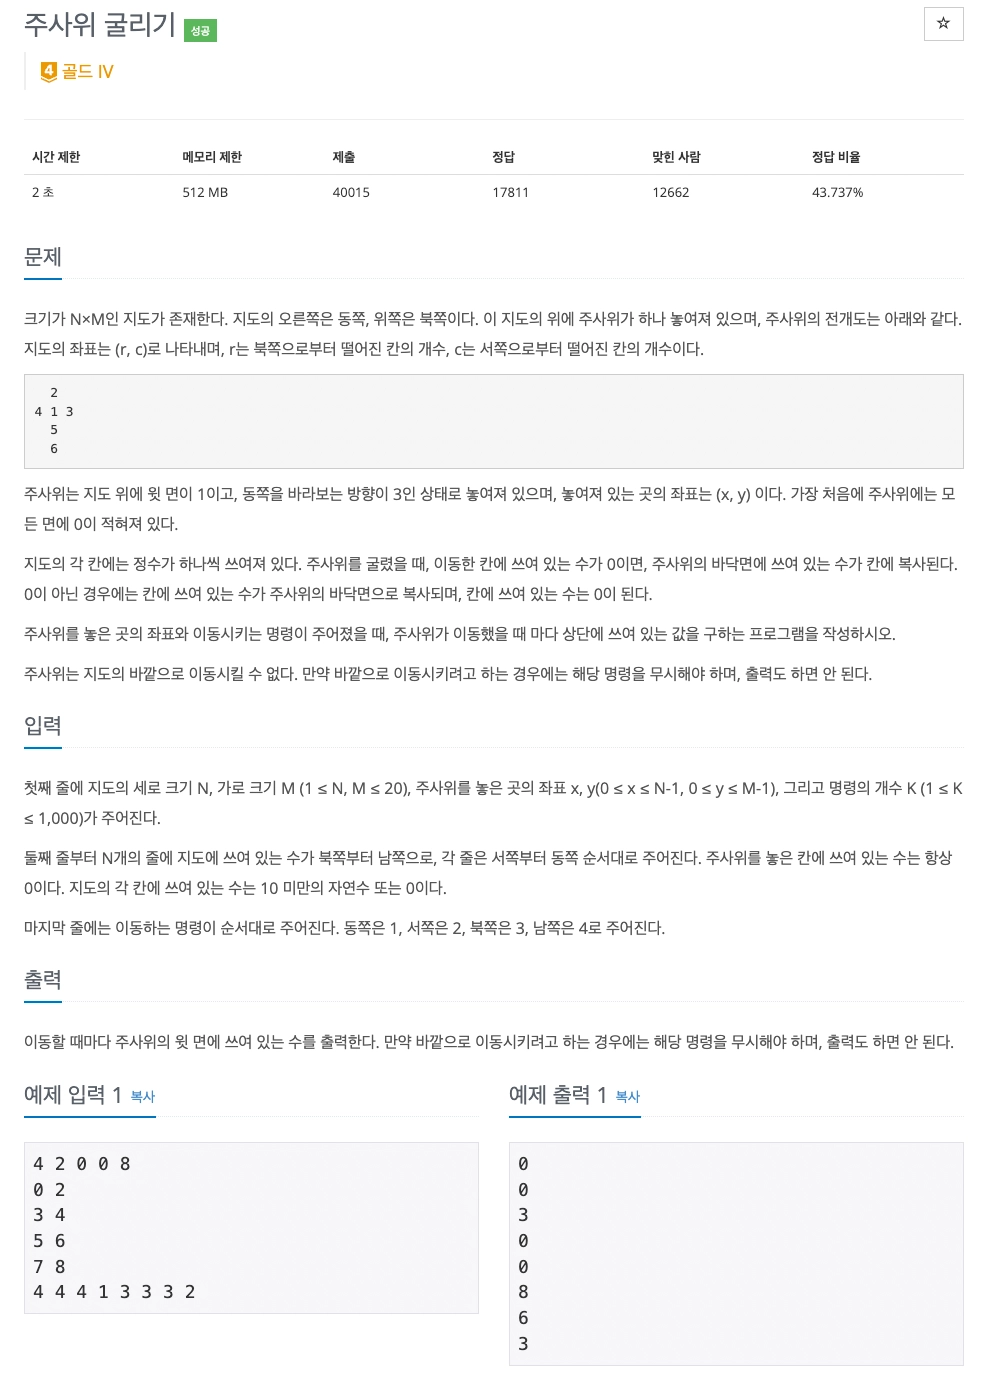 주사위 굴리기 성공
☆
4 골드 IV
시간 제한 메모리 제한 제출 정답 맞힌 사람 정답 비율
2 초 512 MB 40015 17811 12662 43.737%
문제
크기가 N×M인 지도가 존재한다. 지도의 오른쪽은 동쪽, 위쪽은 북쪽이다. 이 지도의 위에 주사위가 하나 놓여져 있으며, 주사위의 전개도는 아래와 같다.
지도의 좌표는 (r, c)로 나타내며, r는 북쪽으로부터 떨어진 칸의 개수, c는 서쪽으로부터 떨어진 칸의 개수이다.
2
4 1 3
5
6
주사위는 지도 위에 윗 면이 1이고, 동쪽을 바라보는 방향이 3인 상태로 놓여져 있으며, 놓여져 있는 곳의 좌표는 (x, y) 이다. 가장 처음에 주사위에는 모
든 면에 0이 적혀져 있다.
지도의 각 칸에는 정수가 하나씩 쓰여져 있다. 주사위를 굴렸을 때, 이동한 칸에 쓰여 있는 수가 0이면, 주사위의 바닥면에 쓰여 있는 수가 칸에 복사된다.
0이 아닌 경우에는 칸에 쓰여 있는 수가 주사위의 바닥면으로 복사되며, 칸에 쓰여 있는 수는 0이 된다.
주사위를 놓은 곳의 좌표와 이동시키는 명령이 주어졌을 때, 주사위가 이동했을 때 마다 상단에 쓰여 있는 값을 구하는 프로그램을 작성하시오.
주사위는 지도의 바깥으로 이동시킬 수 없다. 만약 바깥으로 이동시키려고 하는 경우에는 해당 명령을 무시해야 하며, 출력도 하면 안 된다.
입력
첫째 줄에 지도의 세로 크기 N, 가로 크기 M (1 ≤ N, M ≤ 20), 주사위를 놓은 곳의 좌표 x, y(0 ≤ x ≤ N-1, 0 ≤ y ≤ M-1), 그리고 명령의 개수 K (1 ≤ K
≤ 1,000)가 주어진다.
둘째 줄부터 N개의 줄에 지도에 쓰여 있는 수가 북쪽부터 남쪽으로, 각 줄은 서쪽부터 동쪽 순서대로 주어진다. 주사위를 놓은 칸에 쓰여 있는 수는 항상
0이다. 지도의 각 칸에 쓰여 있는 수는 10 미만의 자연수 또는 0이다.
마지막 줄에는 이동하는 명령이 순서대로 주어진다. 동쪽은 1, 서쪽은 2, 북쪽은 3, 남쪽은 4로 주어진다.
출력
이동할 때마다 주사위의 윗 면에 쓰여 있는 수를 출력한다. 만약 바깥으로 이동시키려고 하는 경우에는 해당 명령을 무시해야 하며, 출력도 하면 안 된다.
예제 입력 1 복사
4 2 0 0 8
0 2
3 4
5 6
7 8
4 4 4 1 3 3 3 2
예제 출력 1 복사
0
0
3
0
0
8
6
3